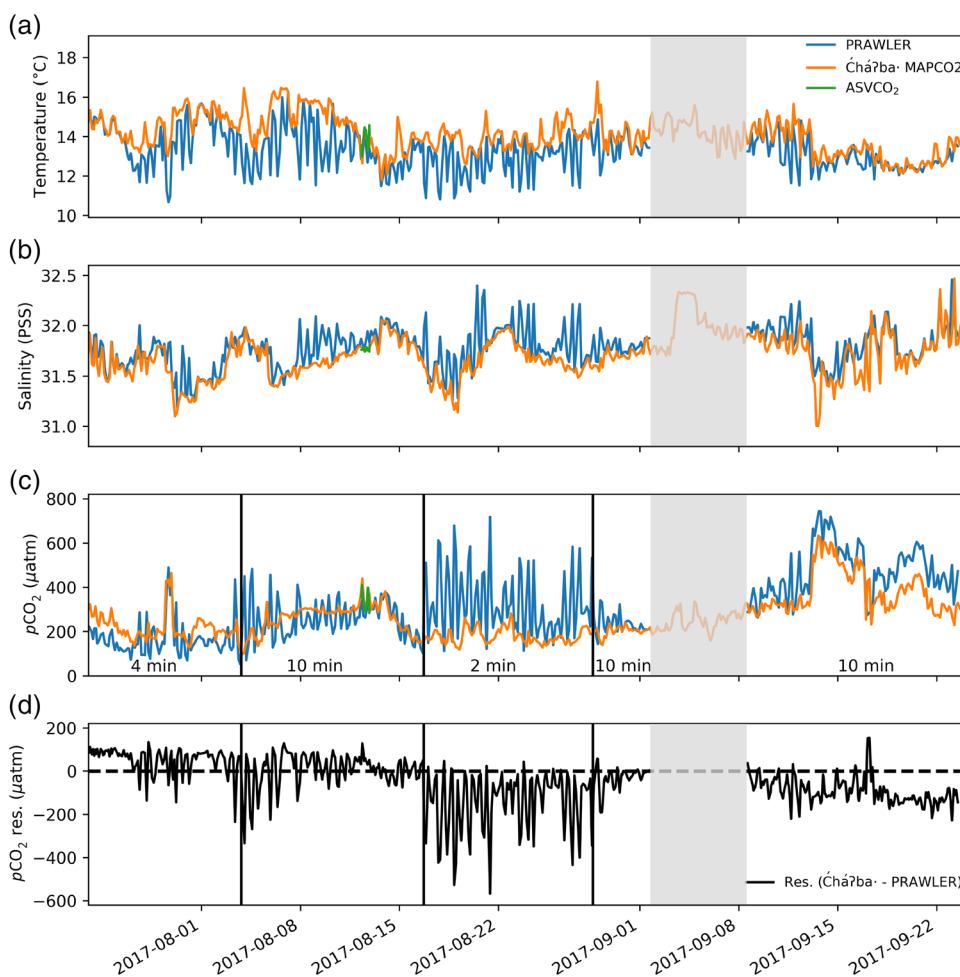 (a)
18
16
14
12
10
Temperature (°C)
PRAWLER
Ćháʔba· MAPCO2
ASVCO₂
(b)
32.5
32.0
31.5
31.0
Salinity (PSS)
(c)
800
600
400
200
0
pCO₂ (μatm)
4 min
10 min
2 min
10 min
10 min
(d)
200
0
−200
−400
−600
pCO₂ res. (μatm)
Res. (Ćháʔba· - PRAWLER)
2017-08-01
2017-08-08
2017-08-15
2017-08-22
2017-09-01
2017-09-08
2017-09-15
2017-09-22